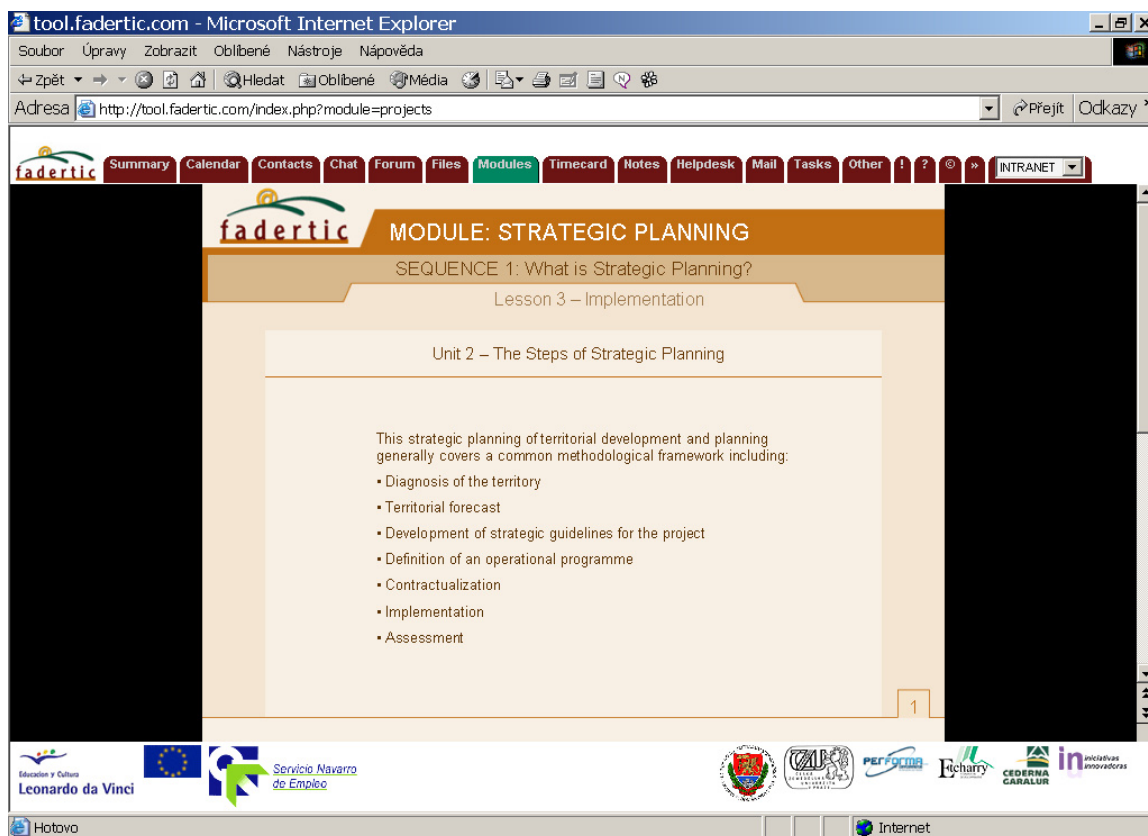 tool.fadertic.com - Microsoft Internet Explorer
Soubor Úpravy Zobrazit Oblíbené Nástroje Nápověda
Zpět Hledat Oblíbené Média
Adresa http://tool.fadertic.com/index.php?module=projects Přejít Odkazy »
fadertic Summary Calendar Contacts Chat Forum Files Modules Timecard Notes Helpdesk Mail Tasks Other ! ? © » INTRANET
fadertic MODULE: STRATEGIC PLANNING
SEQUENCE 1: What is Strategic Planning?
Lesson 3 – Implementation
Unit 2 – The Steps of Strategic Planning
This strategic planning of territorial development and planning
generally covers a common methodological framework including:
▪ Diagnosis of the territory
▪ Territorial forecast
▪ Development of strategic guidelines for the project
▪ Definition of an operational programme
▪ Contractualization
▪ Implementation
▪ Assessment
1
Educacion y Cultura
Leonardo da Vinci
Servicio Navarro
de Empleo
PERFORMA
Etcharry
CEDERNA
GARALUR
in iniciativas
innovadoras
Hotovo Internet